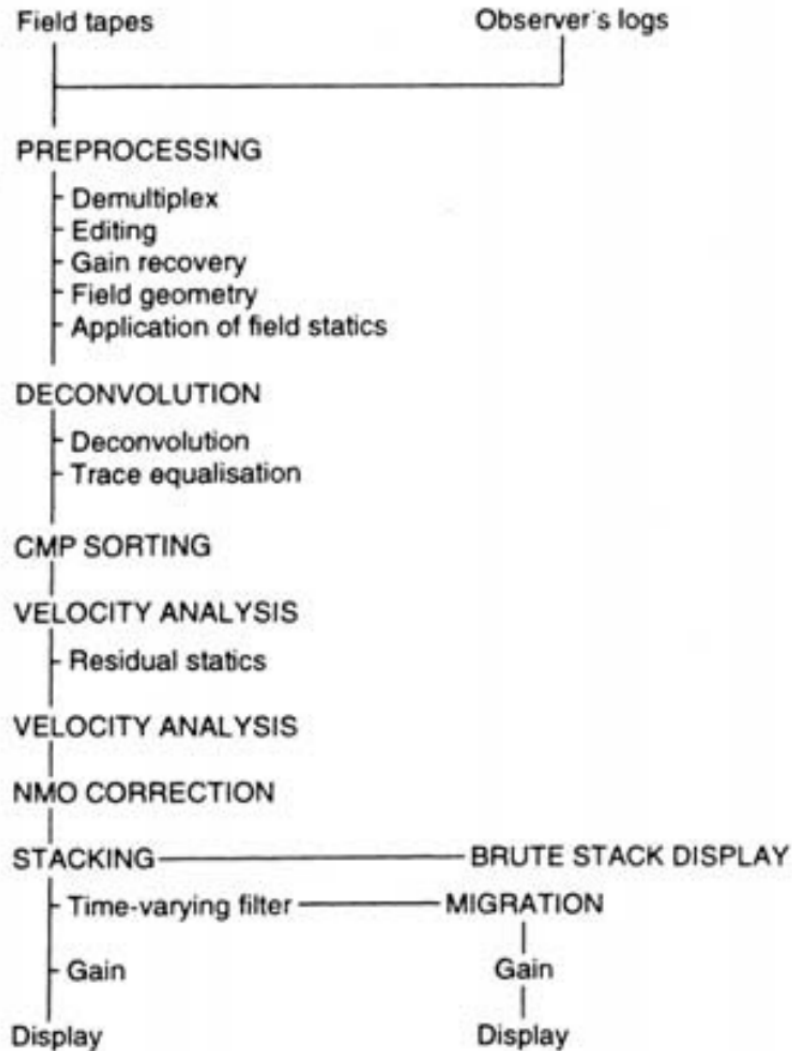 Field tapes
Observer's logs
PREPROCESSING
Demultiplex
Editing
Gain recovery
Field geometry
Application of field statics
DECONVOLUTION
Deconvolution
Trace equalisation
CMP SORTING
VELOCITY ANALYSIS
Residual statics
VELOCITY ANALYSIS
NMO CORRECTION
STACKING
BRUTE STACK DISPLAY
Time-varying filter
MIGRATION
Gain
Gain
Display
Display